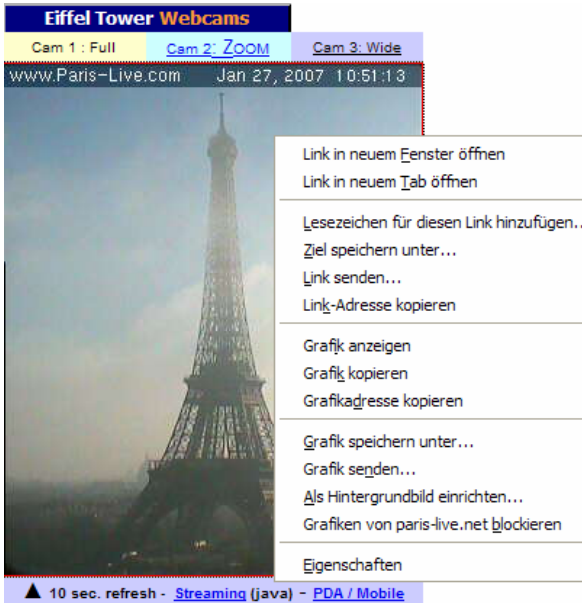 Eiffel Tower Webcams
Cam 1 : Full Cam 2: ZOOM Cam 3: Wide
www.Paris-Live.com Jan 27, 2007 10:51:13
Link in neuem Fenster öffnen
Link in neuem Tab öffnen
Lesezeichen für diesen Link hinzufügen..
Ziel speichern unter...
Link senden...
Link-Adresse kopieren
Grafik anzeigen
Grafik kopieren
Grafikadresse kopieren
Grafik speichern unter...
Grafik senden...
Als Hintergrundbild einrichten...
Grafiken von paris-live.net blockieren
Eigenschaften
▲ 10 sec. refresh - Streaming (java) - PDA / Mobile